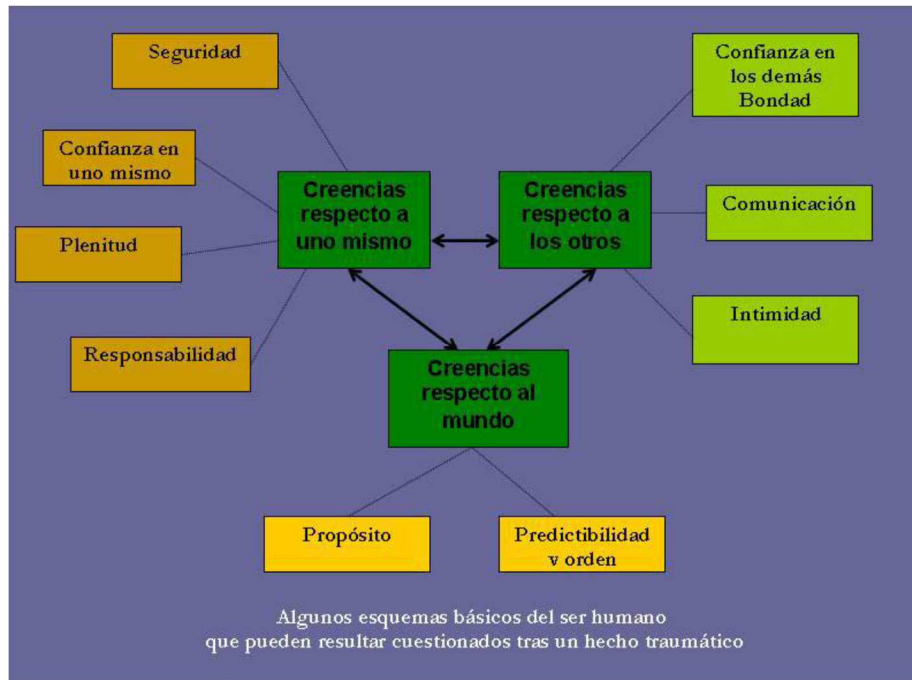 Seguridad
Confianza en
uno mismo
Plenitud
Responsabilidad
Creencias
respecto a
uno mismo
Creencias
respecto a
los otros
Confianza en
los demás
Bondad
Comunicación
Intimidad
Creencias
respecto al
mundo
Propósito
Predictibilidad
y orden
Algunos esquemas básicos del ser humano
que pueden resultar cuestionados tras un hecho traumático